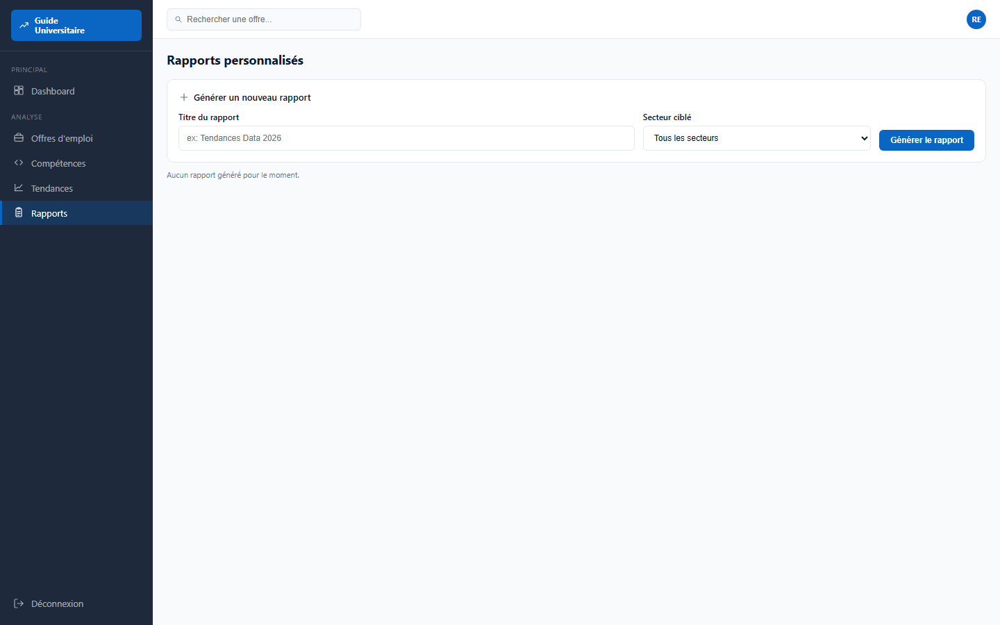 Guide
Universitaire
Rechercher une offre...
RE
PRINCIPAL
Dashboard
ANALYSE
Offres d'emploi
Compétences
Tendances
Rapports
Déconnexion
Rapports personnalisés
Générer un nouveau rapport
Titre du rapport
Secteur ciblé
ex: Tendances Data 2026
Tous les secteurs
Générer le rapport
Aucun rapport généré pour le moment.